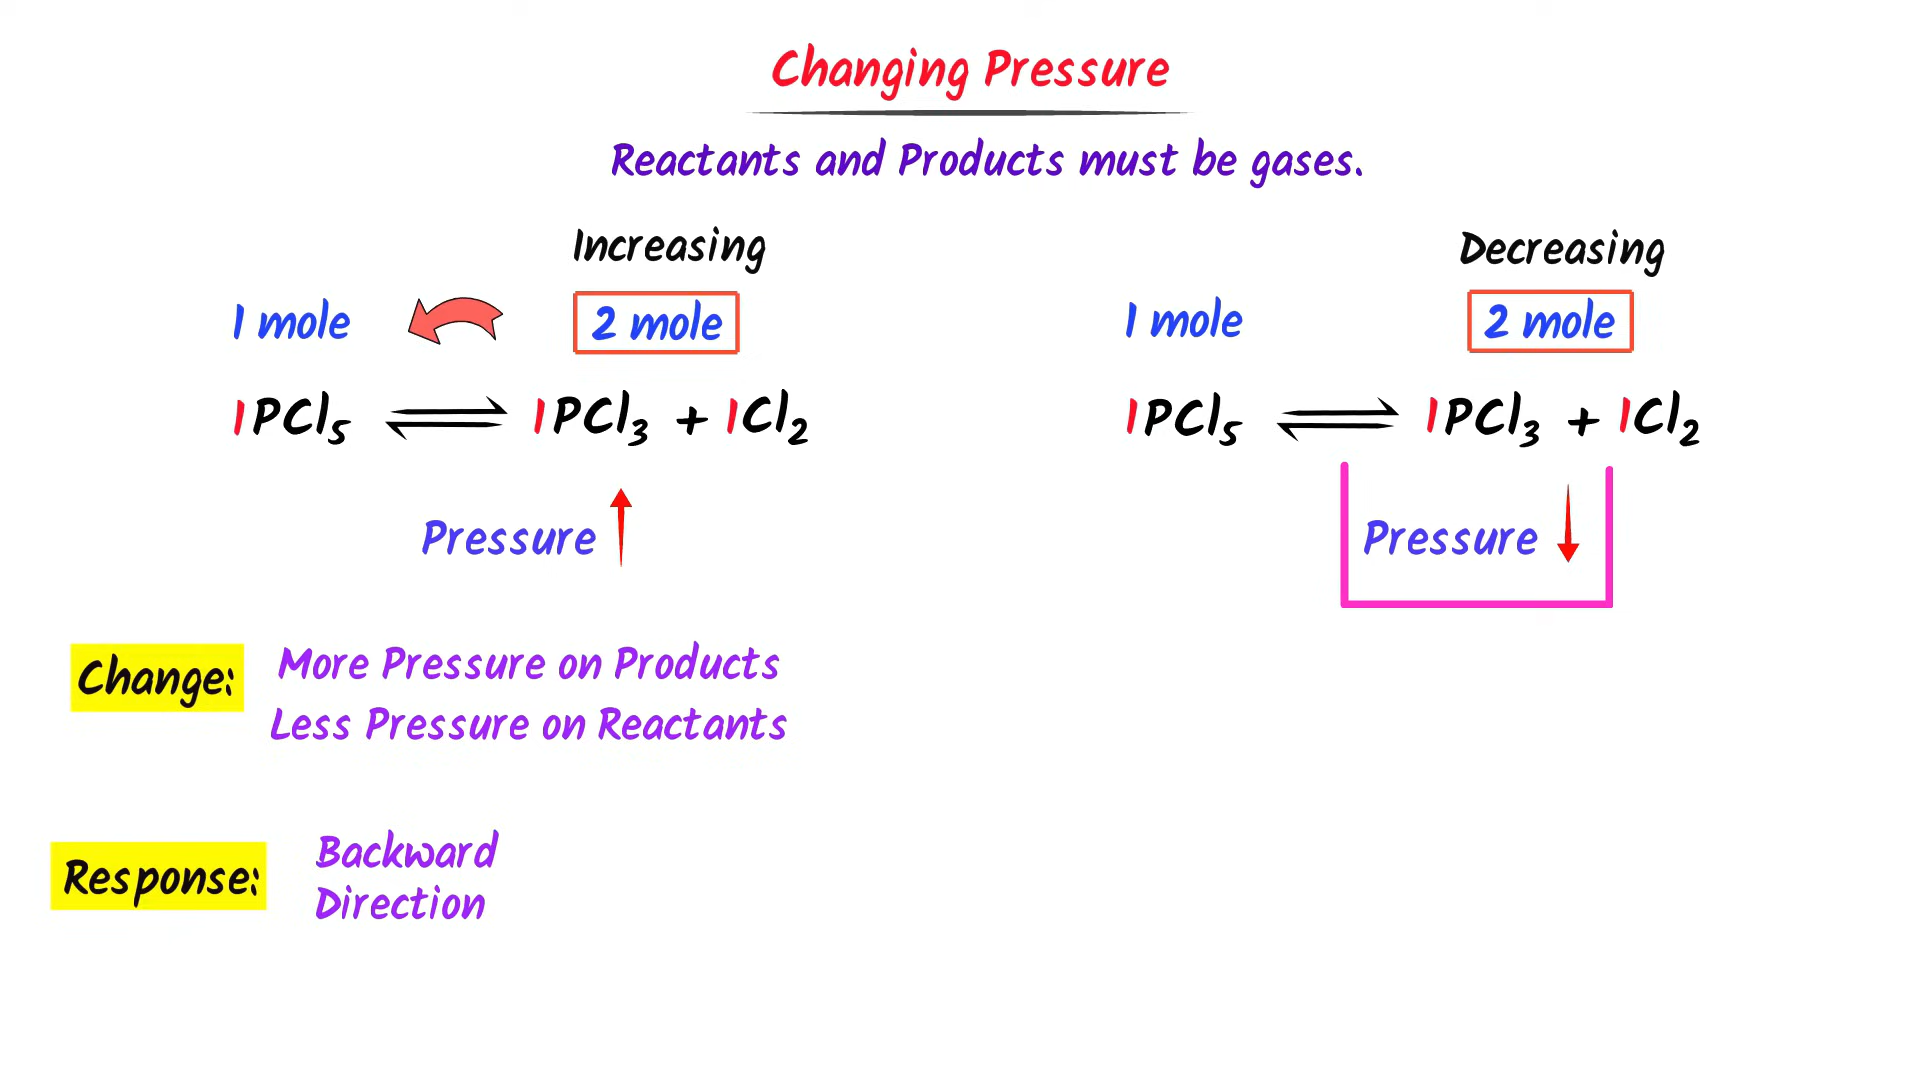 Changing Pressure
Reactants and Products must be gases.
Increasing
1 mole 2 mole
1PCl₅ ⇌ 1PCl₃ + 1Cl₂
Pressure ↑
Change: More Pressure on Products
Less Pressure on Reactants
Response: Backward
Direction
Decreasing
1 mole 2 mole
1PCl₅ ⇌ 1PCl₃ + 1Cl₂
Pressure ↓